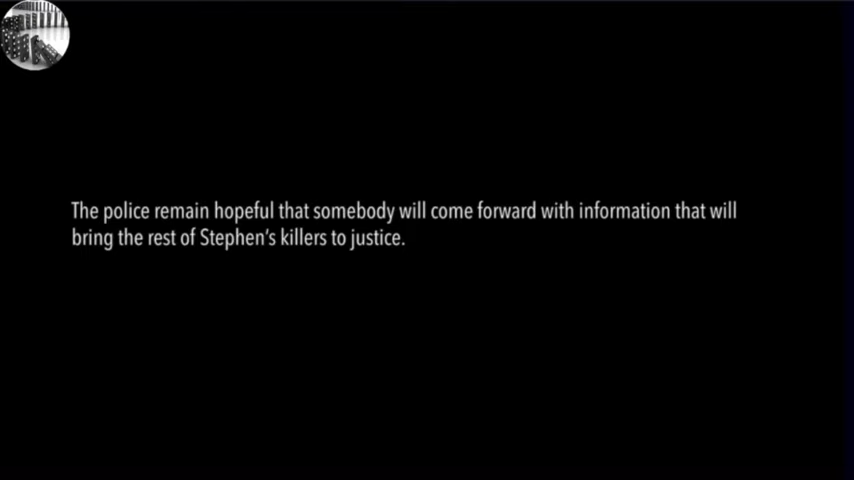 The police remain hopeful that somebody will come forward with information that will
bring the rest of Stephen's killers to justice.